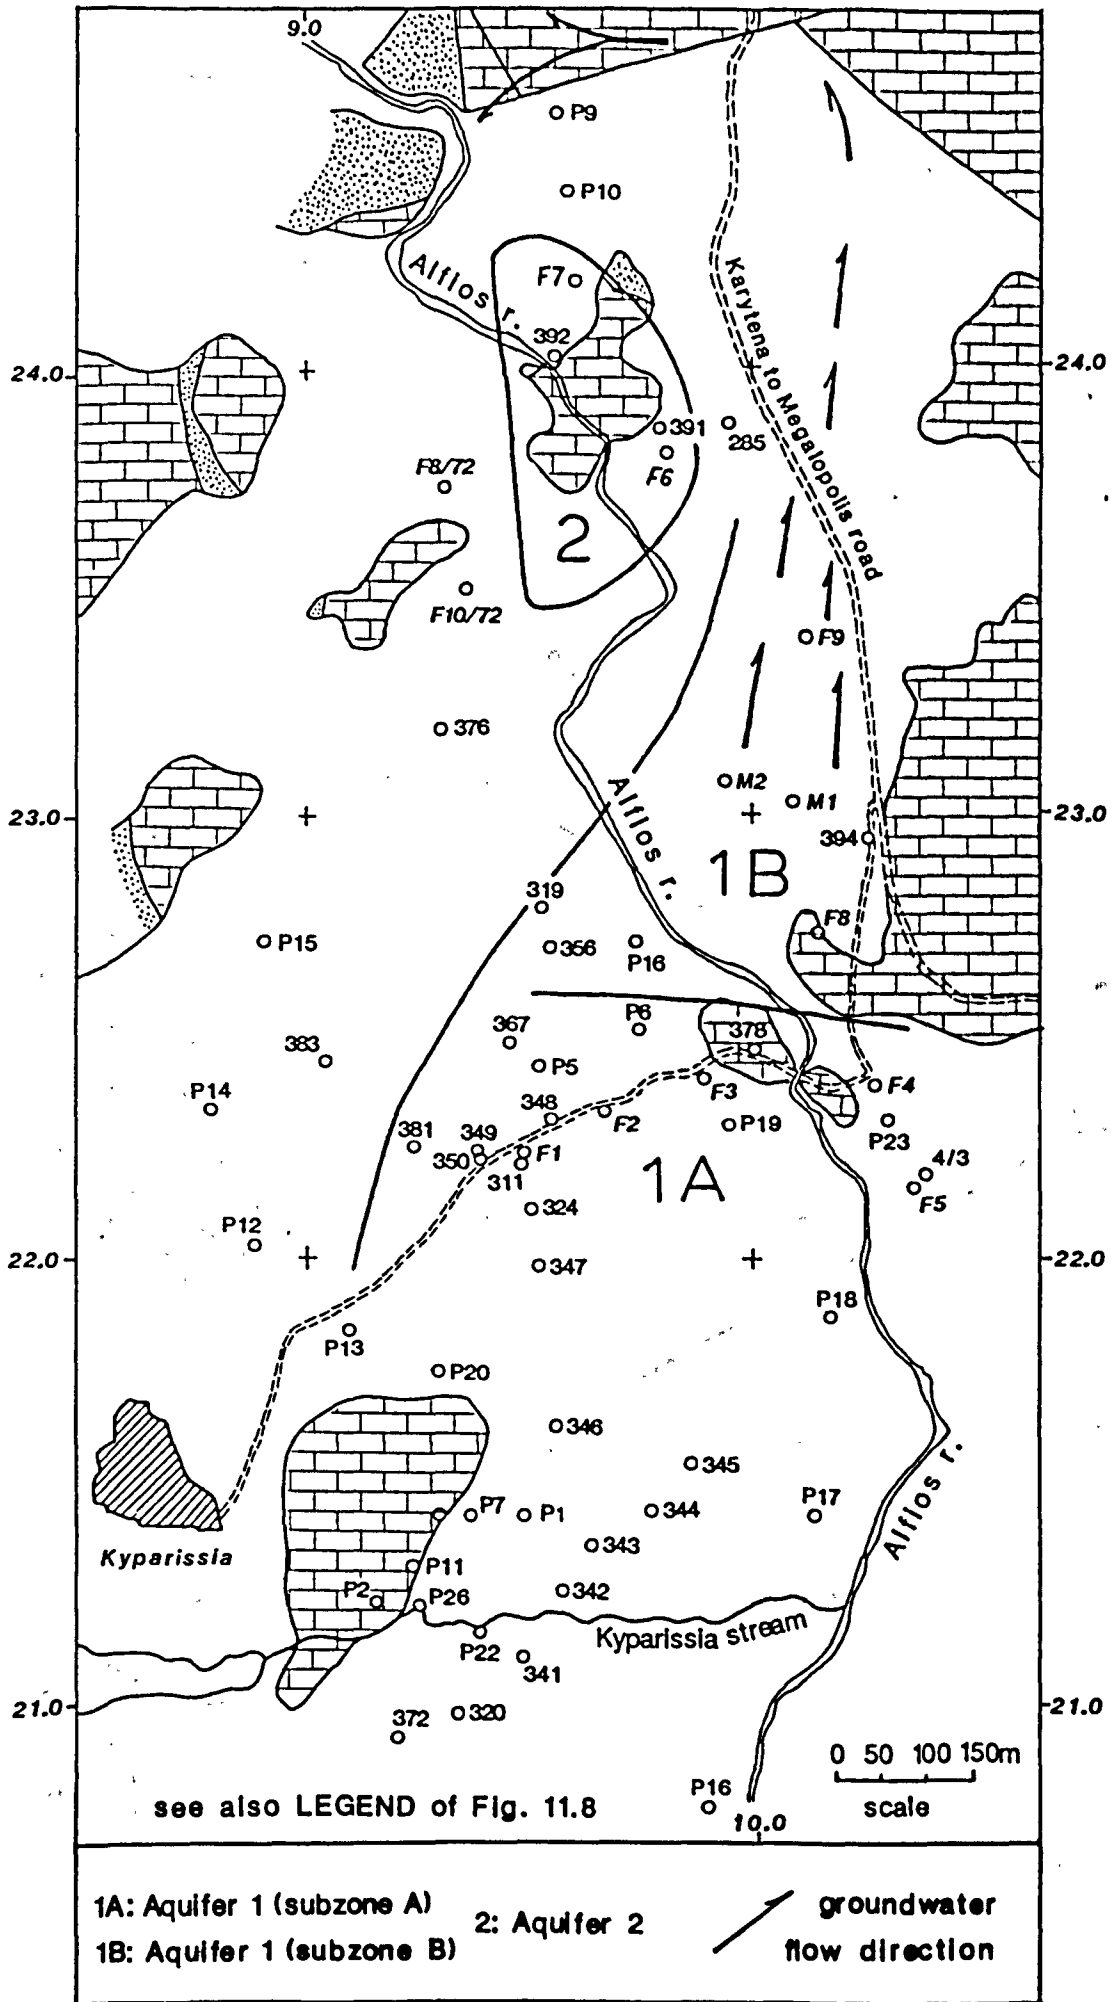 9.0
P9
P10
Alfios r.
F7
392
Karytena to Megalopolis road
24.0
24.0
391
285
F6
F8/72
2
F10/72
F9
376
M2
M1
Alfios r.
23.0
23.0
394
1B
319
F8
P15
356
P16
P6
367
378
383
P5
F3
F4
P14
348
F2
P19
P23
381
349
350
F1
311
4/3
F5
1A
324
P12
22.0
22.0
347
P18
P13
P20
346
345
Alfios r.
P7
P1
344
P17
343
Kyparissia
P11
P2
P26
342
Kyparissia stream
P22
341
21.0
21.0
320
372
0 50 100 150m
P16
scale
see also LEGEND of Fig. 11.8
10.0
1A: Aquifer 1 (subzone A)
1B: Aquifer 1 (subzone B)
2: Aquifer 2
groundwater
flow direction